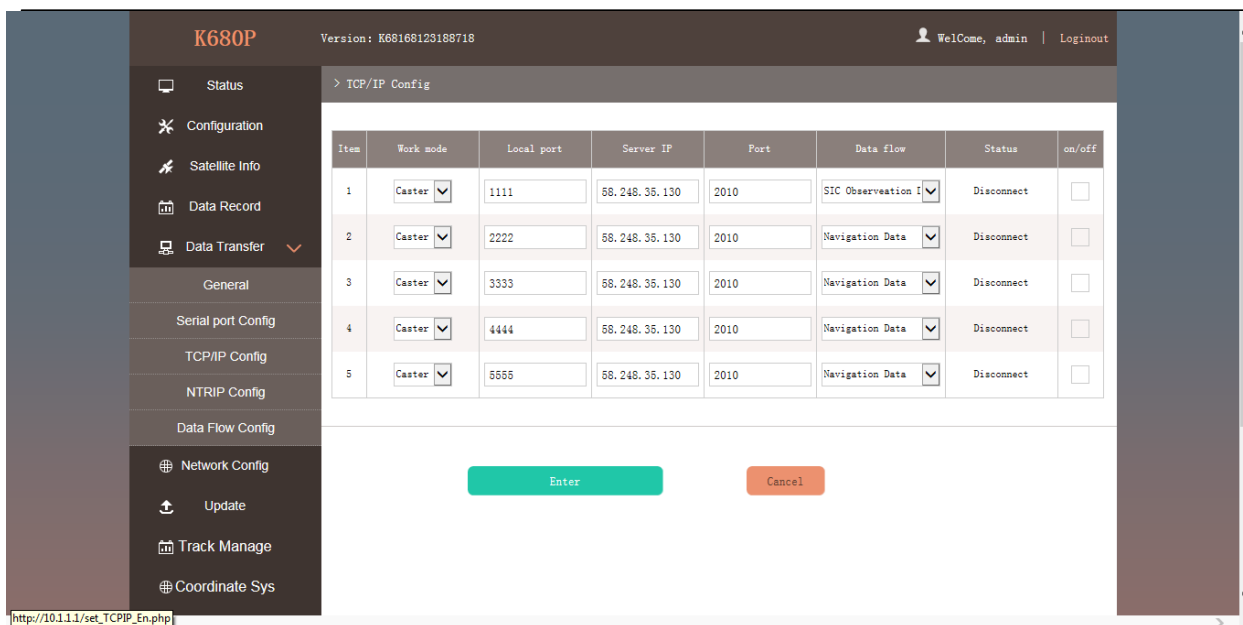 K680P
Version: K68168123188718
WelCome, admin | Loginout
Status
Configuration
Satellite Info
Data Record
Data Transfer
General
Serial port Config
TCP/IP Config
NTRIP Config
Data Flow Config
Network Config
Update
Track Manage
Coordinate Sys
> TCP/IP Config
Item Work mode Local port Server IP Port Data flow Status on/off
1 Caster 1111 58.248.35.130 2010 SIC Observeation I Disconnect
2 Caster 2222 58.248.35.130 2010 Navigation Data Disconnect
3 Caster 3333 58.248.35.130 2010 Navigation Data Disconnect
4 Caster 4444 58.248.35.130 2010 Navigation Data Disconnect
5 Caster 5555 58.248.35.130 2010 Navigation Data Disconnect
Enter Cancel
http://10.1.1.1/set_TCPIP_En.php